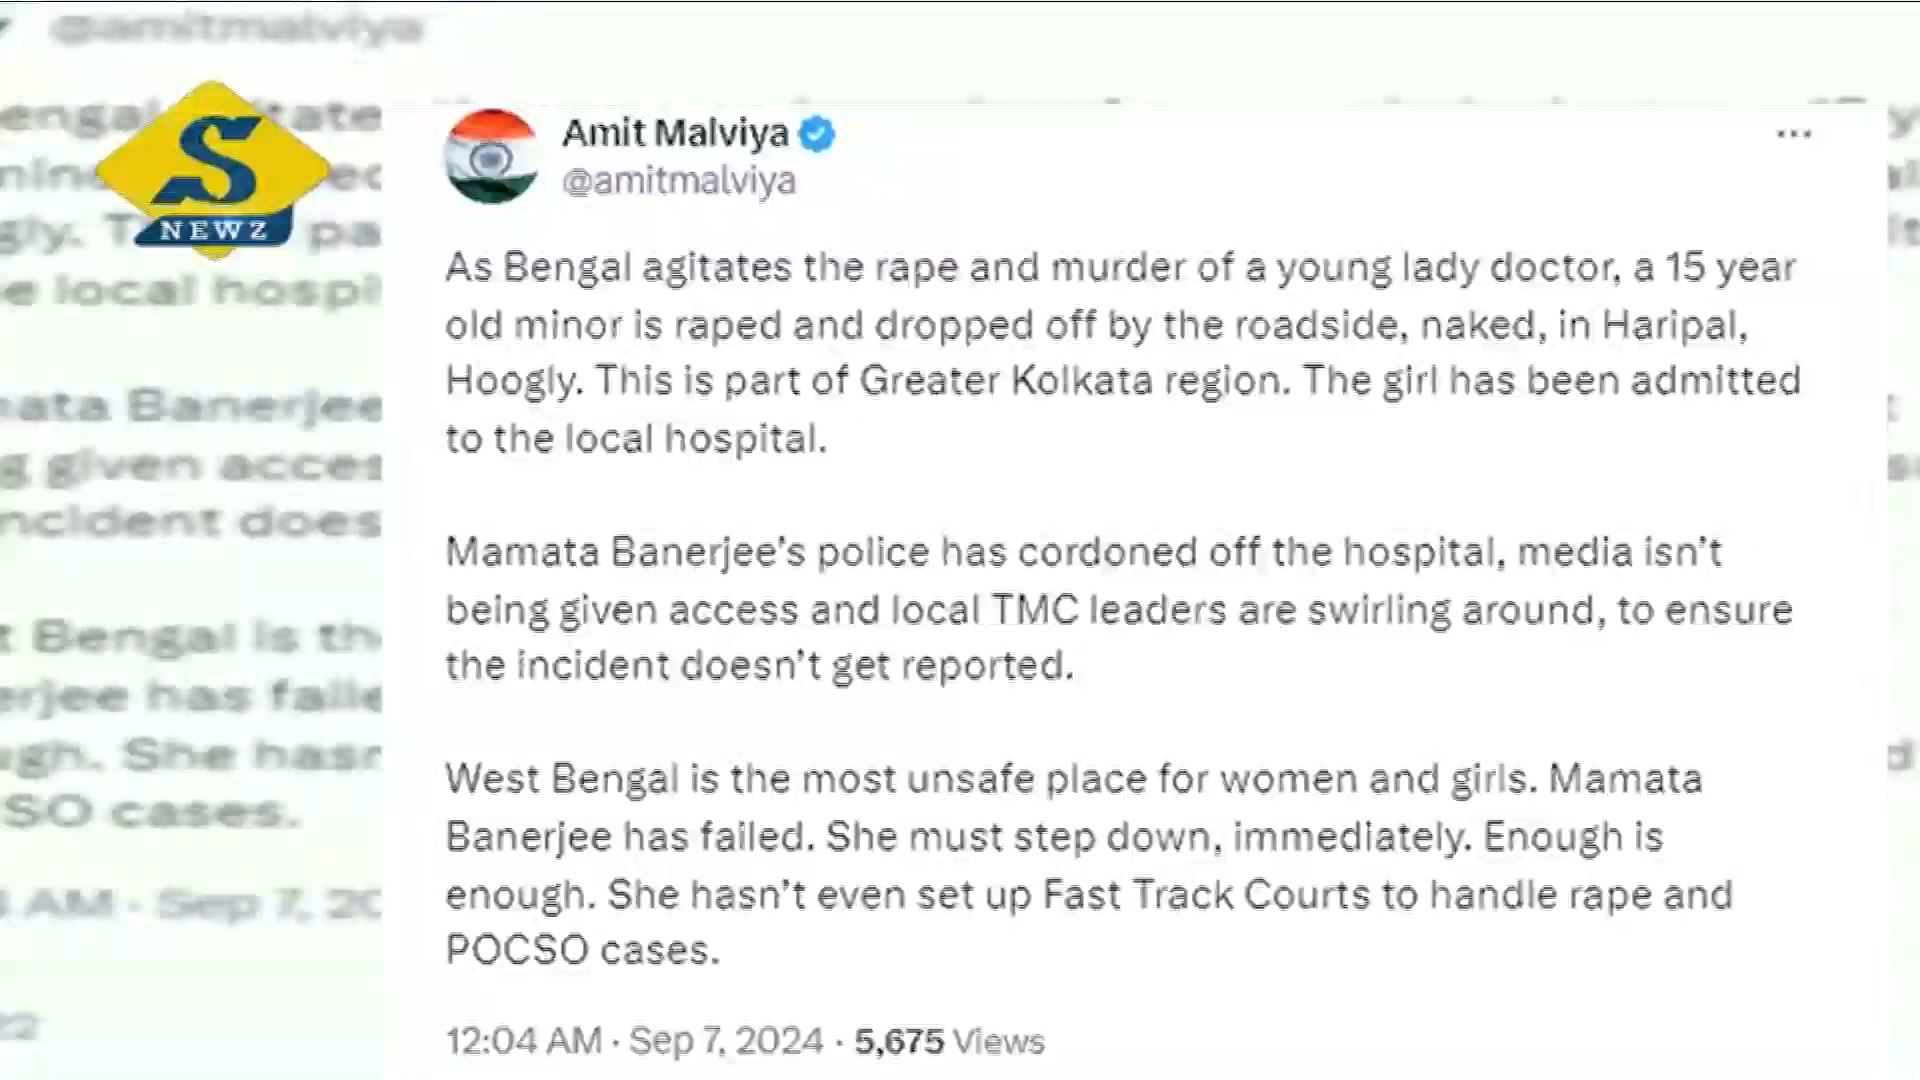 @amitmalviya
S
NEWZ
Amit Malviya
@amitmalviya
As Bengal agitates the rape and murder of a young lady doctor, a 15 year
old minor is raped and dropped off by the roadside, naked, in Haripal,
Hoogly. This is part of Greater Kolkata region. The girl has been admitted
to the local hospital.
Mamata Banerjee's police has cordoned off the hospital, media isn't
being given access and local TMC leaders are swirling around, to ensure
the incident doesn't get reported.
West Bengal is the most unsafe place for women and girls. Mamata
Banerjee has failed. She must step down, immediately. Enough is
enough. She hasn't even set up Fast Track Courts to handle rape and
POCSO cases.
12:04 AM · Sep 7, 2024 · 5,675 Views